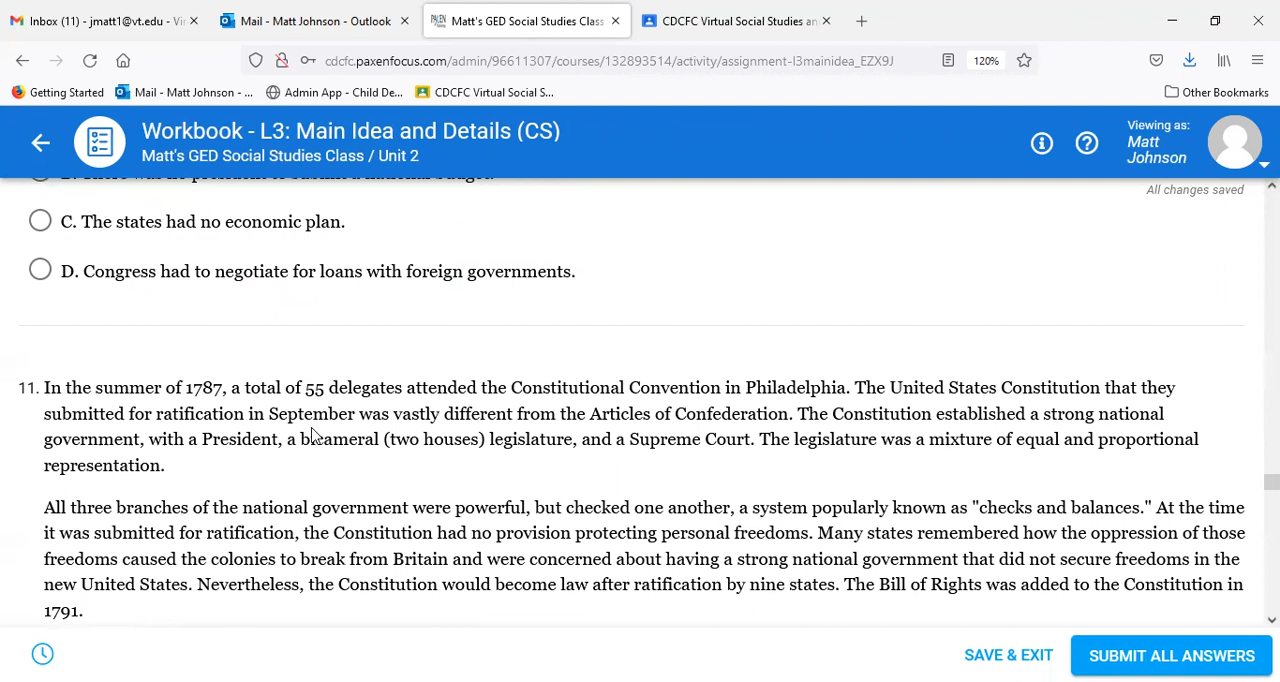 Inbox (11) - jmatt1@vt.edu - Vi
Mail - Matt Johnson - Outlook
Matt's GED Social Studies Class
CDCFC Virtual Social Studies an
cdcfc.paxenfocus.com/admin/96611307/courses/132893514/activity/assignment-l3mainidea_EZX9J
120%
Getting Started
Mail - Matt Johnson - ...
Admin App - Child De...
CDCFC Virtual Social S...
Other Bookmarks
Workbook - L3: Main Idea and Details (CS)
Matt's GED Social Studies Class / Unit 2
Viewing as:
Matt
Johnson
All changes saved
C. The states had no economic plan.
D. Congress had to negotiate for loans with foreign governments.
11. In the summer of 1787, a total of 55 delegates attended the Constitutional Convention in Philadelphia. The United States Constitution that they
submitted for ratification in September was vastly different from the Articles of Confederation. The Constitution established a strong national
government, with a President, a bicameral (two houses) legislature, and a Supreme Court. The legislature was a mixture of equal and proportional
representation.
All three branches of the national government were powerful, but checked one another, a system popularly known as "checks and balances." At the time
it was submitted for ratification, the Constitution had no provision protecting personal freedoms. Many states remembered how the oppression of those
freedoms caused the colonies to break from Britain and were concerned about having a strong national government that did not secure freedoms in the
new United States. Nevertheless, the Constitution would become law after ratification by nine states. The Bill of Rights was added to the Constitution in
1791.
SAVE & EXIT
SUBMIT ALL ANSWERS